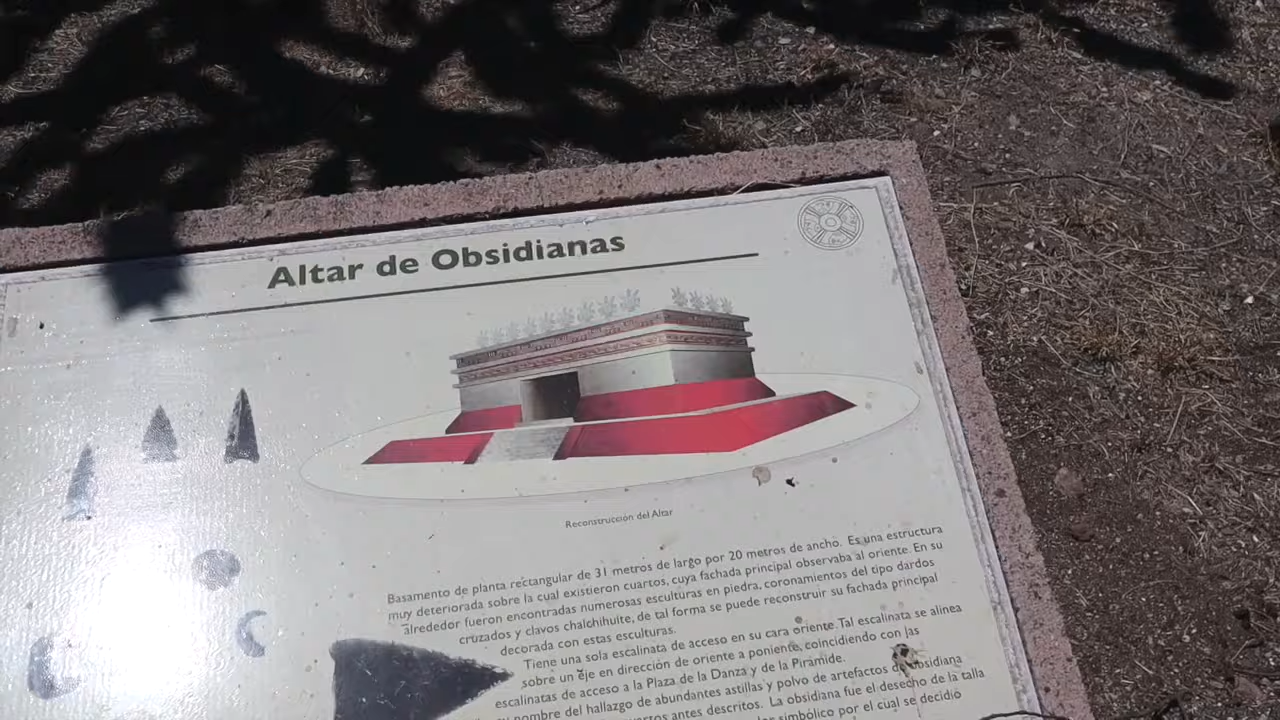 Altar de Obsidianas
Reconstrucción del Altar
Basamento de planta rectangular de 31 metros de largo por 20 metros de ancho. Es una estructura
muy deteriorada sobre la cual existieron cuartos, cuya fachada principal observaba al oriente. En su
alrededor fueron encontradas numerosas esculturas en piedra, coronamientos del tipo dardos
cruzados y clavos chalchihuite, de tal forma se puede reconstruir su fachada principal
decorada con estas esculturas.
Tiene una sola escalinata de acceso en su cara oriente. Tal escalinata se alinea
sobre un eje en dirección de oriente a poniente, coincidiendo con las
escalinatas de acceso a la Plaza de la Danza y de la Pirámide.
nombre del hallazgo de abundantes astillas y polvo de artefactos de obsidiana
antes descritos. La obsidiana fue el desecho de la talla
simbólico por el cual se decidió